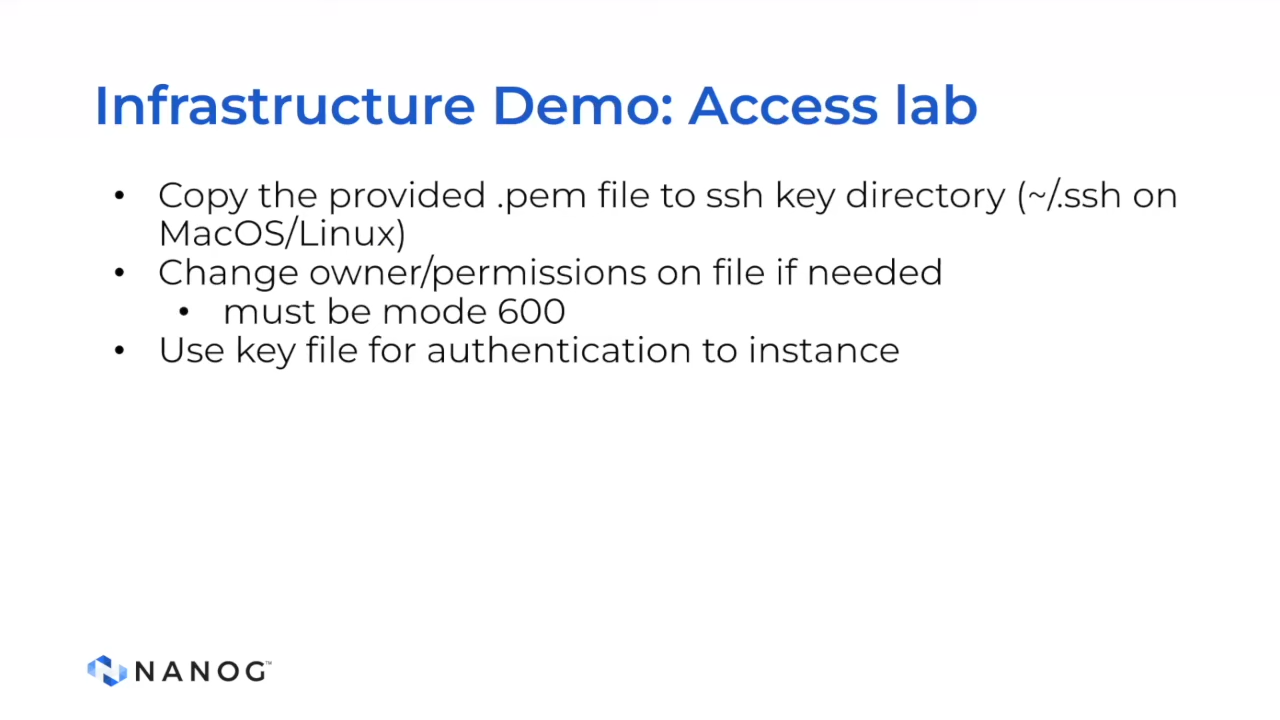 Infrastructure Demo: Access lab
• Copy the provided .pem file to ssh key directory (~/.ssh on
MacOS/Linux)
• Change owner/permissions on file if needed
• must be mode 600
• Use key file for authentication to instance
NANOG™